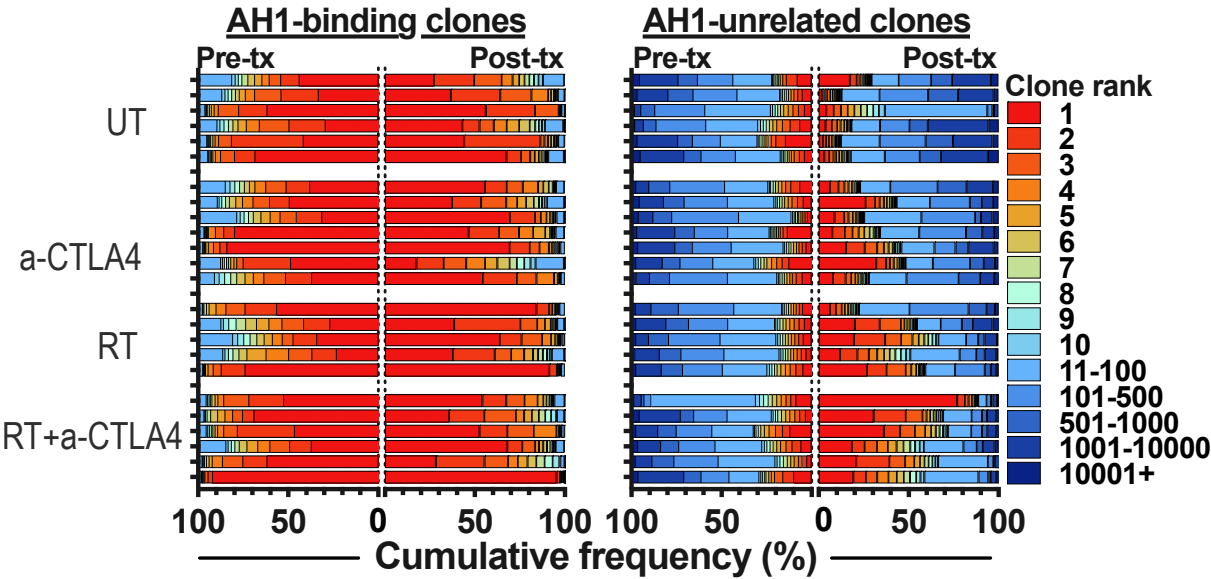 AH1-binding clones
AH1-unrelated clones
Pre-tx
Post-tx
Pre-tx
Post-tx
Clone rank
UT
a-CTLA4
RT
RT+a-CTLA4
1
2
3
4
5
6
7
8
9
10
11-100
101-500
501-1000
1001-10000
10001+
100 50 0 50 100
100 50 0 50 100
Cumulative frequency (%)